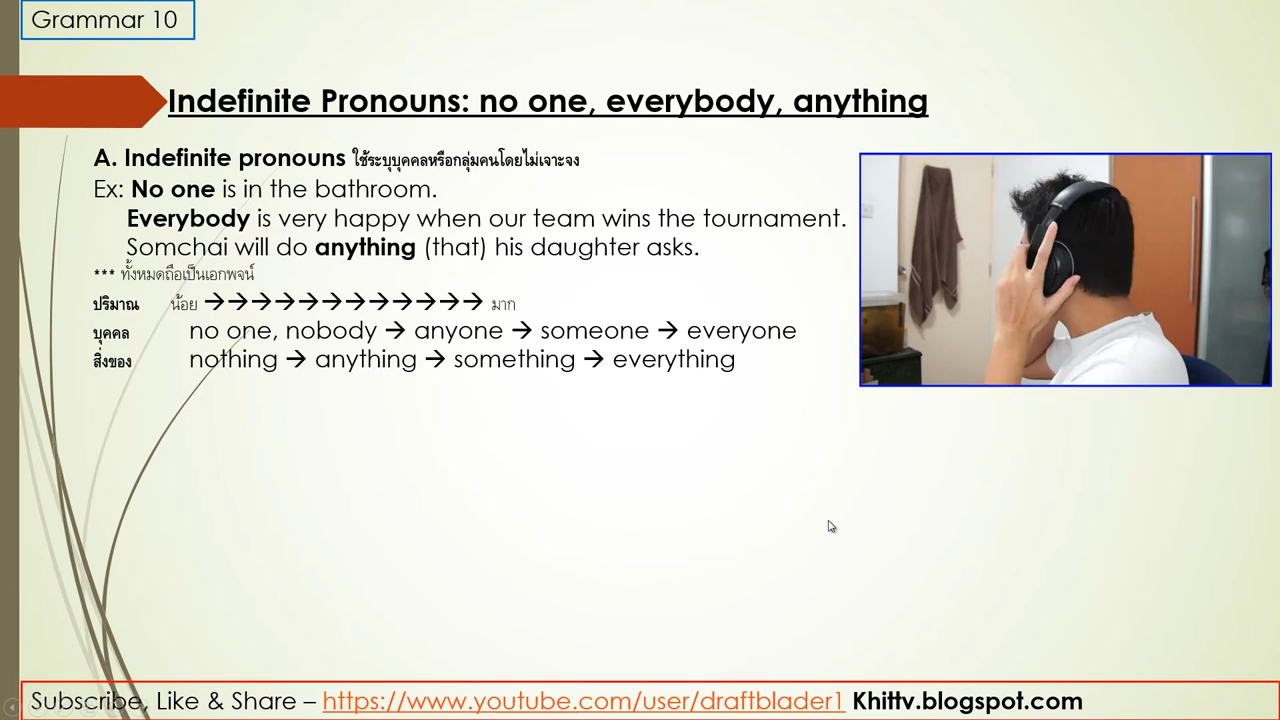 Grammar 10
Indefinite Pronouns: no one, everybody, anything
A. Indefinite pronouns ใช้ระบุบุคคลหรือกลุ่มคนโดยไม่เจาะจง
Ex: No one is in the bathroom.
Everybody is very happy when our team wins the tournament.
Somchai will do anything (that) his daughter asks.
*** ทั้งหมดถือเป็นเอกพจน์
ปริมาณ น้อย →→→→→→→→→→→→ มาก
บุคคล no one, nobody → anyone → someone → everyone
สิ่งของ nothing → anything → something → everything
Subscribe, Like & Share – https://www.youtube.com/user/draftblader1 Khittv.blogspot.com